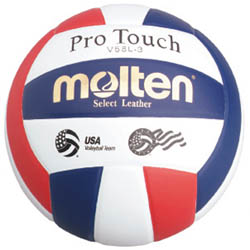 Pro Touch
V58L-3
molten
Select Leather
USA
Volleyball Team